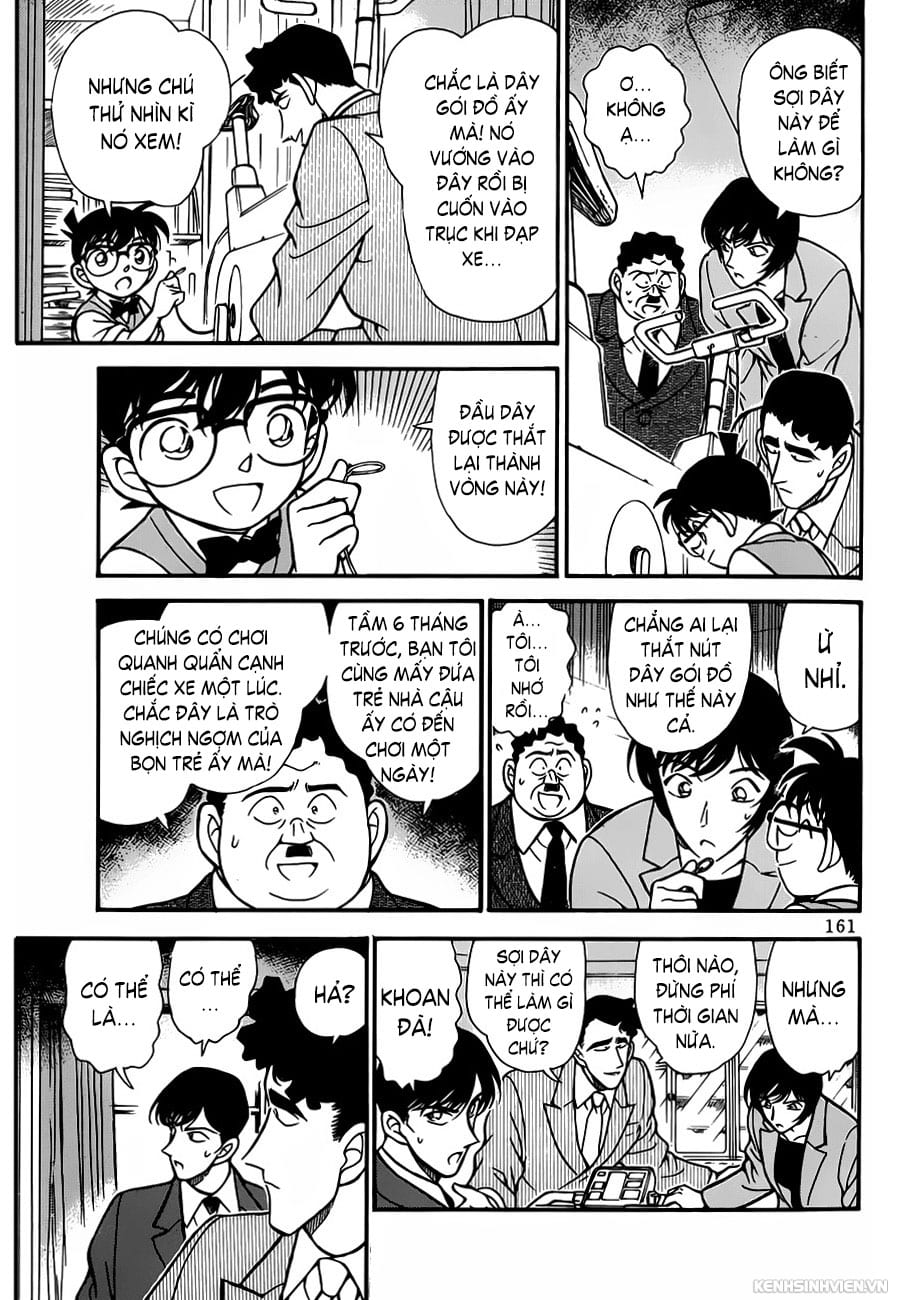 ÔNG BIẾT
SỢI DÂY
NÀY ĐỂ
LÀM GÌ
KHÔNG?
Ơ...
KHÔNG
Ạ...
CHẮC LÀ DÂY
GÓI ĐỒ ẤY
MÀ! NÓ
VƯỚNG VÀO
ĐÂY RỒI BỊ
CUỐN VÀO
TRỤC KHI ĐẠP
XE...
NHƯNG CHÚ
THỬ NHÌN KĨ
NÓ XEM!
ĐẦU DÂY
ĐƯỢC THẮT
LẠI THÀNH
VÒNG NÀY!
Ừ
NHỈ.
CHẲNG AI LẠI
THẮT NÚT
DÂY GÓI ĐỒ
NHƯ THẾ NÀY
CẢ.
À...
TÔI...
TÔI
NHỚ
RỒI...
TẦM 6 THÁNG
TRƯỚC, BẠN TÔI
CÙNG MẤY ĐỨA
TRẺ NHÀ CẬU
ẤY CÓ ĐẾN
CHƠI MỘT
NGÀY!
CHÚNG CÓ CHƠI
QUANH QUẨN CẠNH
CHIẾC XE MỘT LÚC.
CHẮC ĐÂY LÀ TRÒ
NGHỊCH NGỢM CỦA
BỌN TRẺ ẤY MÀ!
161
NHƯNG
MÀ...
THÔI NÀO,
ĐỪNG PHÍ
THỜI GIAN
NỮA.
SỢI DÂY
NÀY THÌ CÓ
THỂ LÀM GÌ
ĐƯỢC
CHỨ?
KHOAN
ĐÀ!
HẢ?
CÓ THỂ
...
CÓ THỂ
LÀ...
KENHSINHVIEN.VN